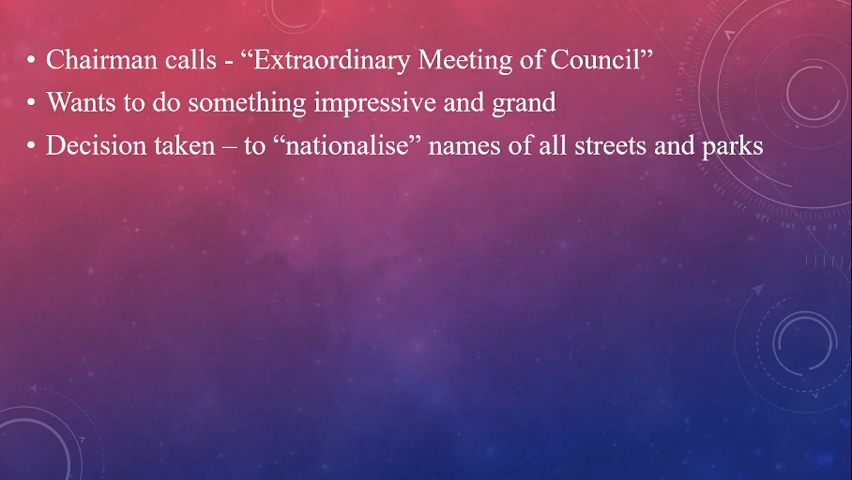 • Chairman calls - “Extraordinary Meeting of Council”
• Wants to do something impressive and grand
• Decision taken – to “nationalise” names of all streets and parks